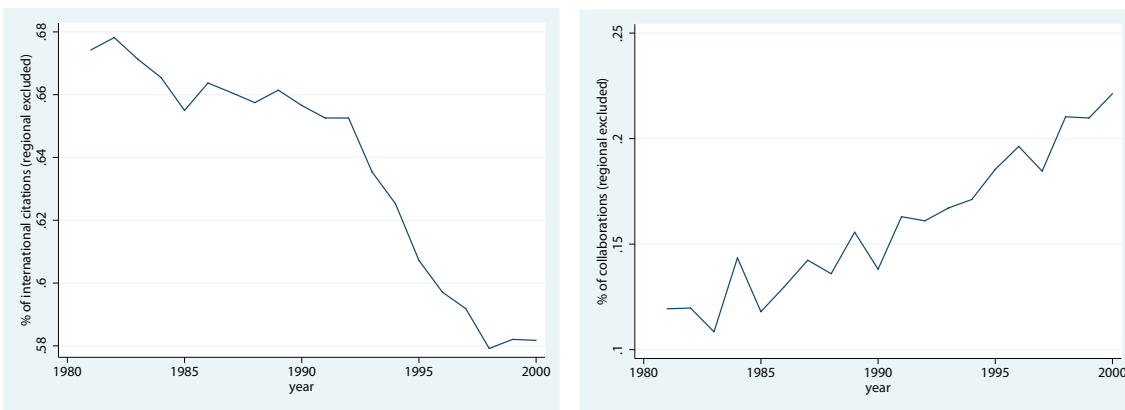 % of international citations (regional excluded)
.68
.66
.64
.62
.6
.58
1980 1985 1990 1995 2000
year
% of collaborations (regional excluded)
.25
.2
.15
.1
1980 1985 1990 1995 2000
year